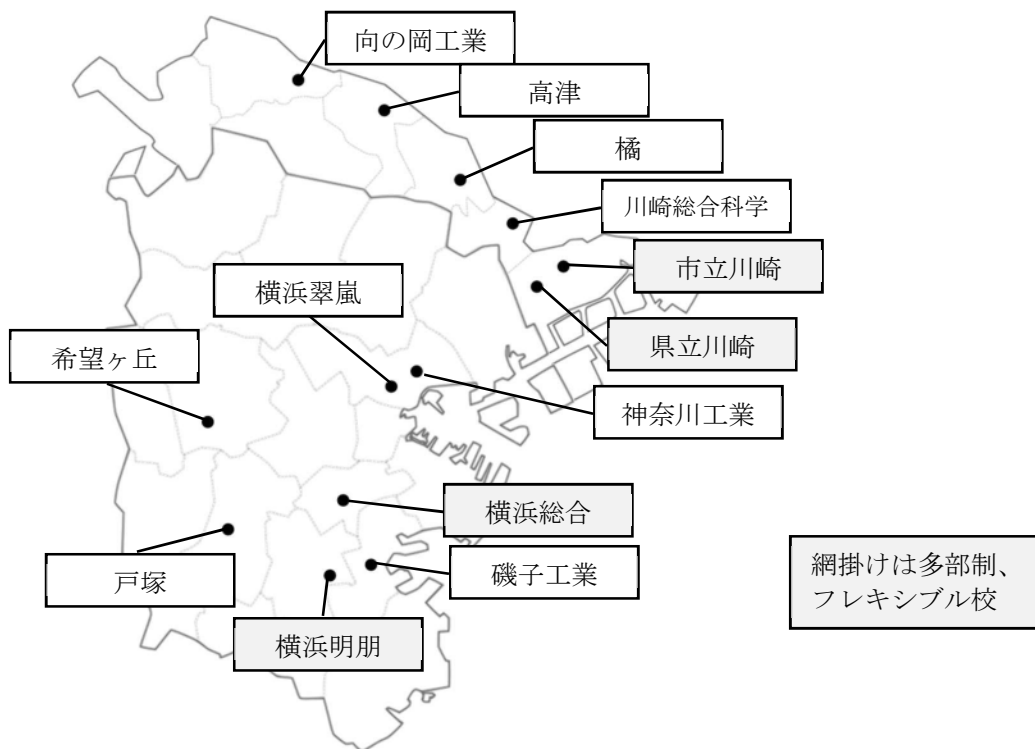 向の岡工業
高津
橘
川崎総合科学
市立川崎
横浜翠嵐
県立川崎
希望ヶ丘
神奈川工業
横浜総合
網掛けは多部制、
フレキシブル校
磯子工業
戸塚
横浜明朋